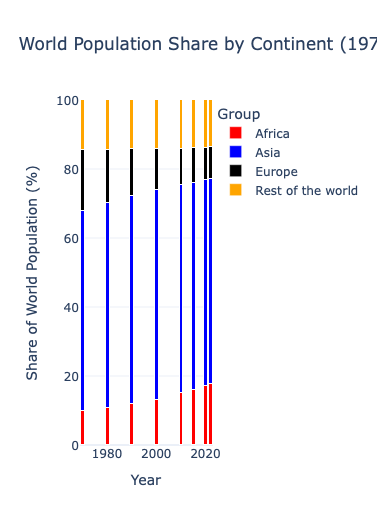 World Population Share by Continent (197
Group
Africa
Asia
Europe
Rest of the world
Share of World Population (%)
100
80
60
40
20
0
1980 2000 2020
Year